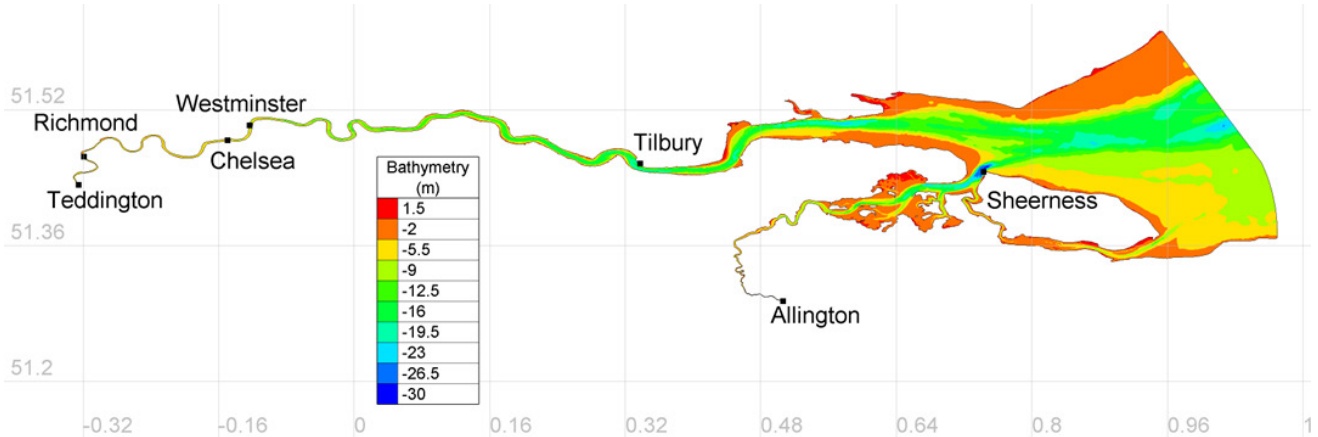 51.52
Westminster
Richmond
Chelsea
Teddington
Tilbury
Sheerness
Allington
Bathymetry
(m)
1.5
-2
-5.5
-9
-12.5
-16
-19.5
-23
-26.5
-30
51.36
51.2
-0.32 -0.16 0 0.16 0.32 0.48 0.64 0.8 0.96 1